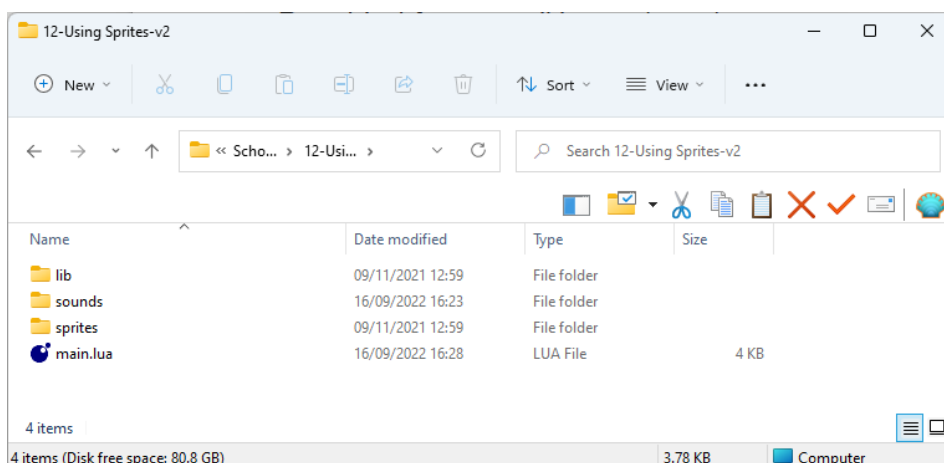 12-Using Sprites-v2
New Sort View
« Scho... > 12-Usi... > Search 12-Using Sprites-v2
Name Date modified Type Size
lib 09/11/2021 12:59 File folder
sounds 16/09/2022 16:23 File folder
sprites 09/11/2021 12:59 File folder
main.lua 16/09/2022 16:28 LUA File 4 KB
4 items
4 items (Disk free space: 80.8 GB) 3.78 KB Computer